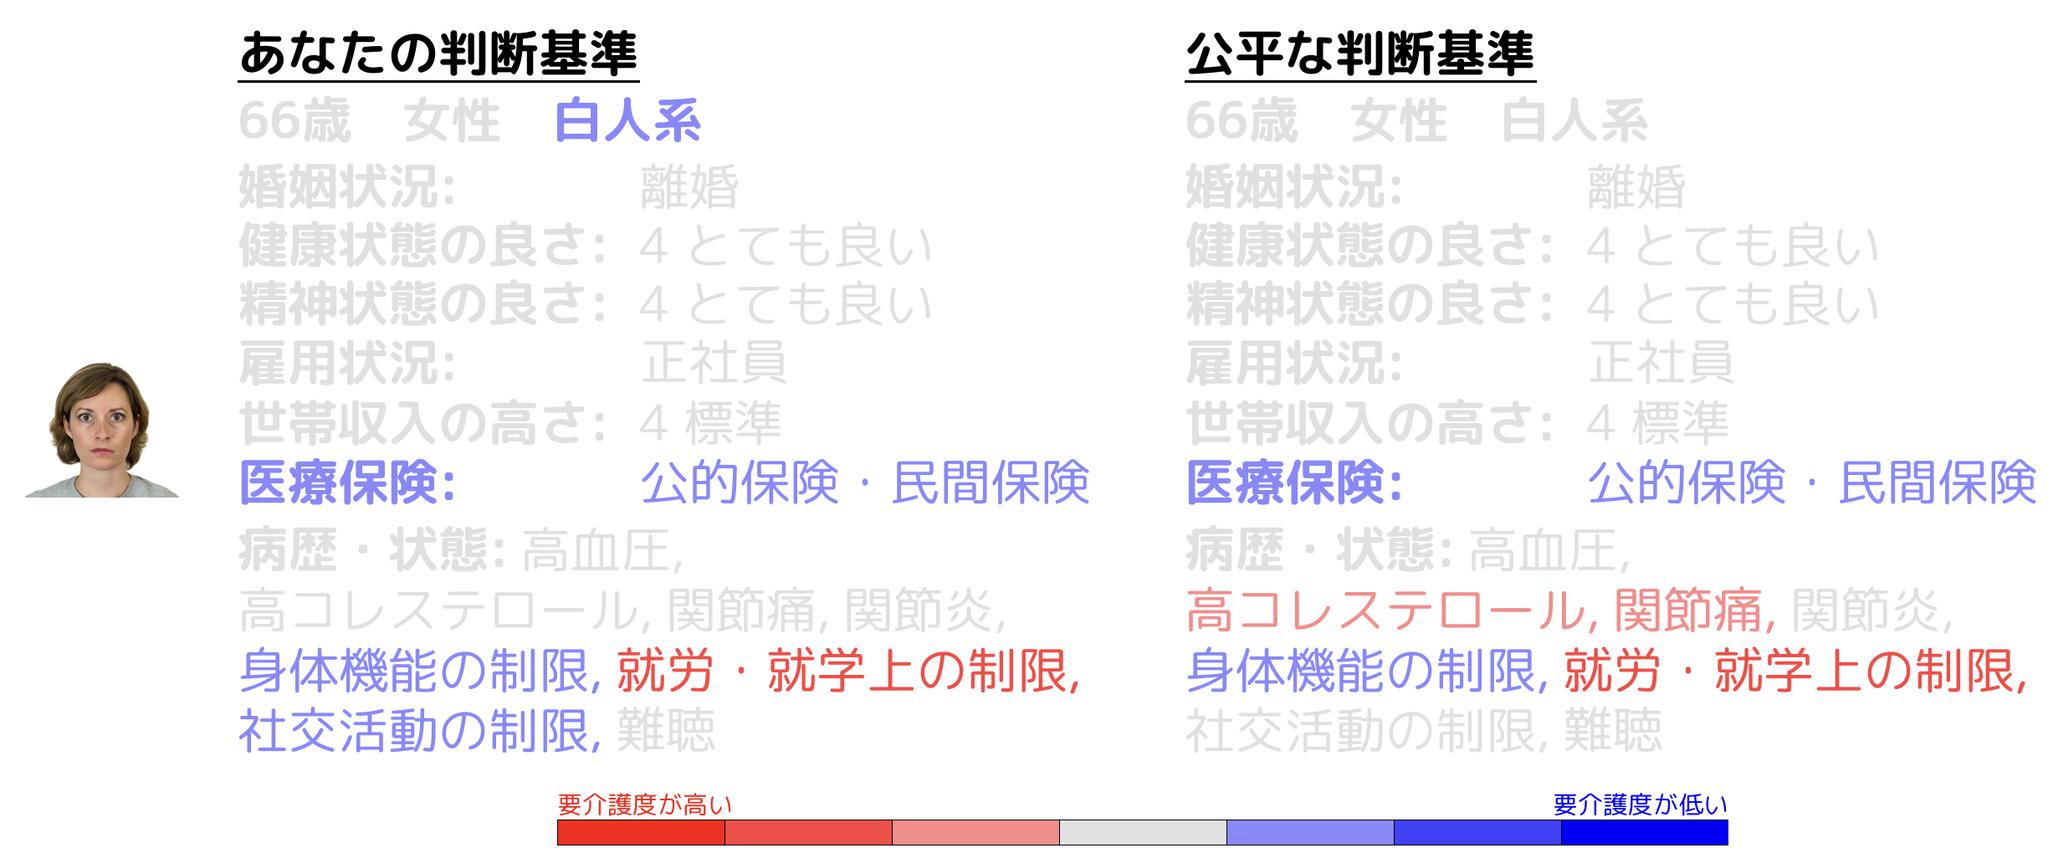 あなたの判断基準
66歳　女性　白人系
婚姻状況: 離婚
健康状態の良さ: 4 とても良い
精神状態の良さ: 4 とても良い
雇用状況: 正社員
世帯収入の高さ: 4 標準
医療保険: 公的保険・民間保険
病歴・状態: 高血圧,
高コレステロール, 関節痛, 関節炎,
身体機能の制限, 就労・就学上の制限,
社交活動の制限, 難聴
公平な判断基準
66歳　女性　白人系
婚姻状況: 離婚
健康状態の良さ: 4 とても良い
精神状態の良さ: 4 とても良い
雇用状況: 正社員
世帯収入の高さ: 4 標準
医療保険: 公的保険・民間保険
病歴・状態: 高血圧,
高コレステロール, 関節痛, 関節炎,
身体機能の制限, 就労・就学上の制限,
社交活動の制限, 難聴
要介護度が高い
要介護度が低い